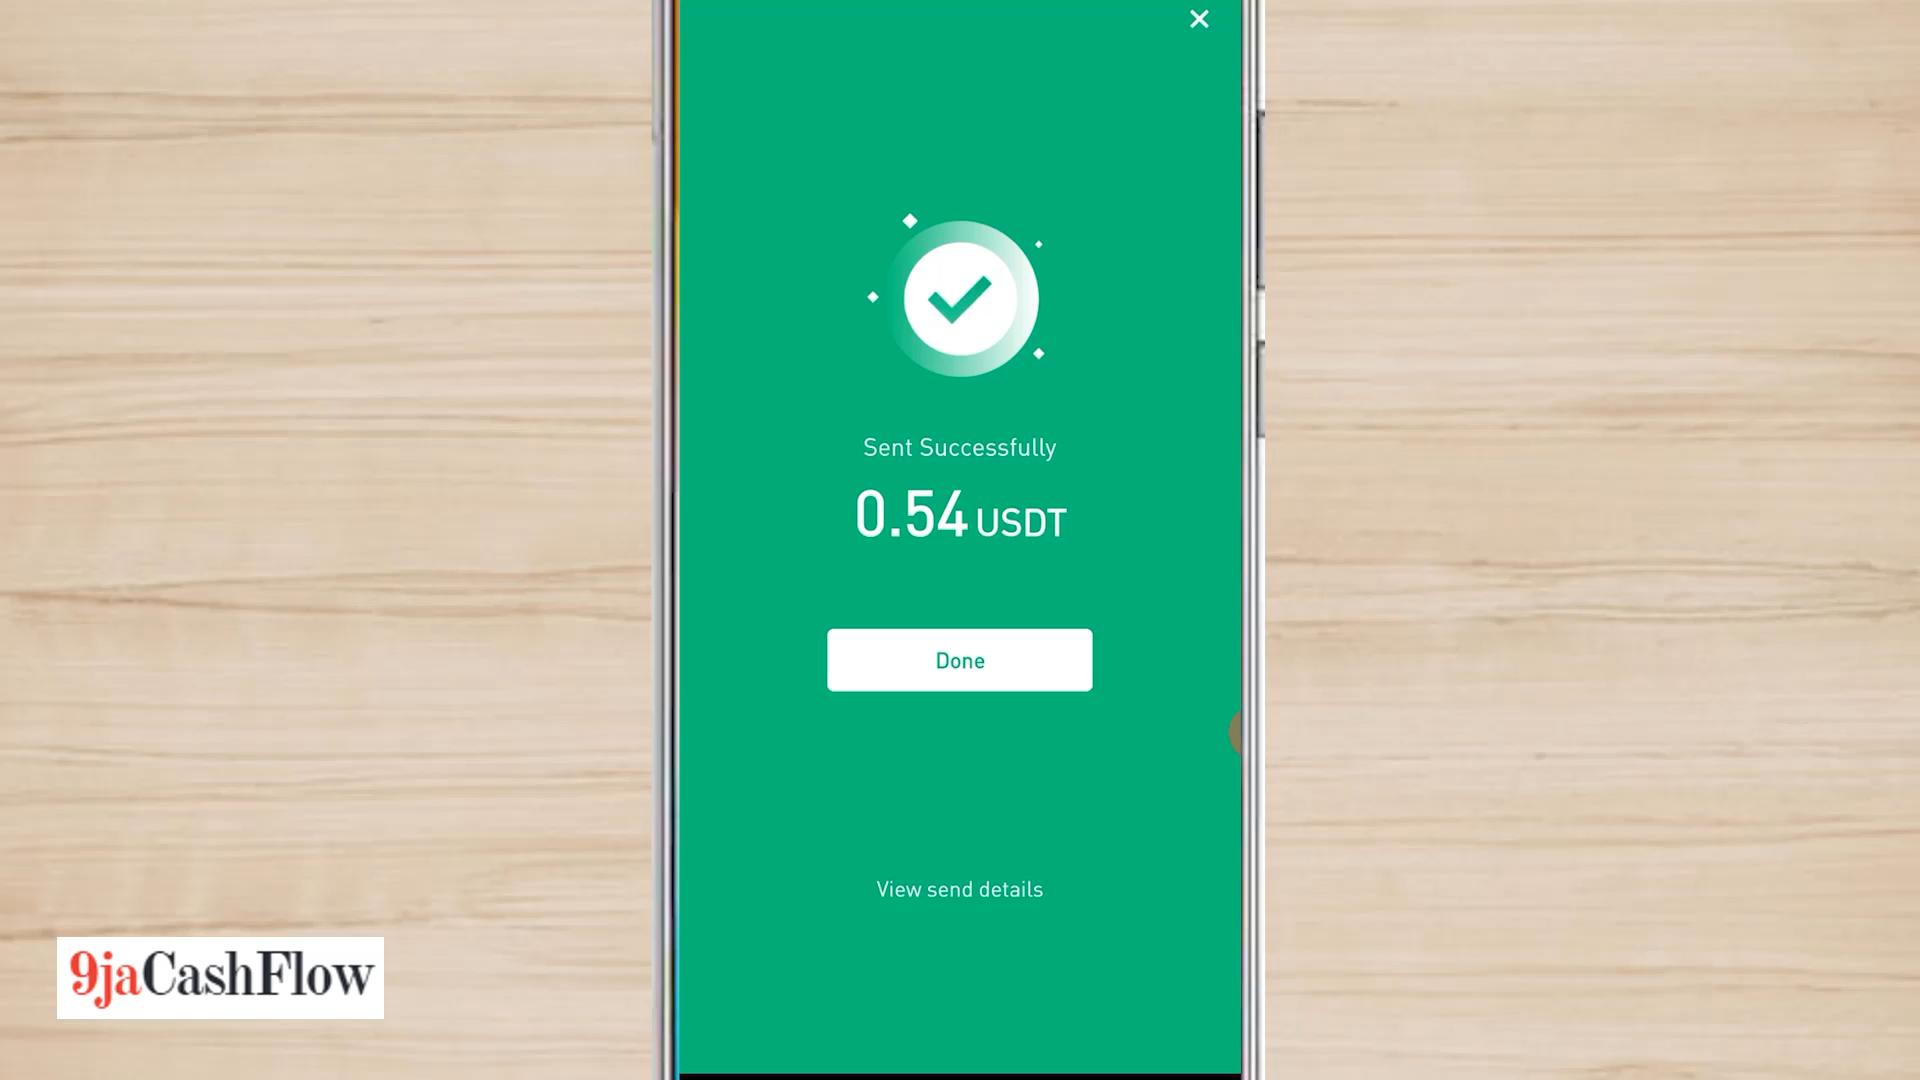 Sent Successfully
0.54 USDT
Done
View send details
9jaCashFlow